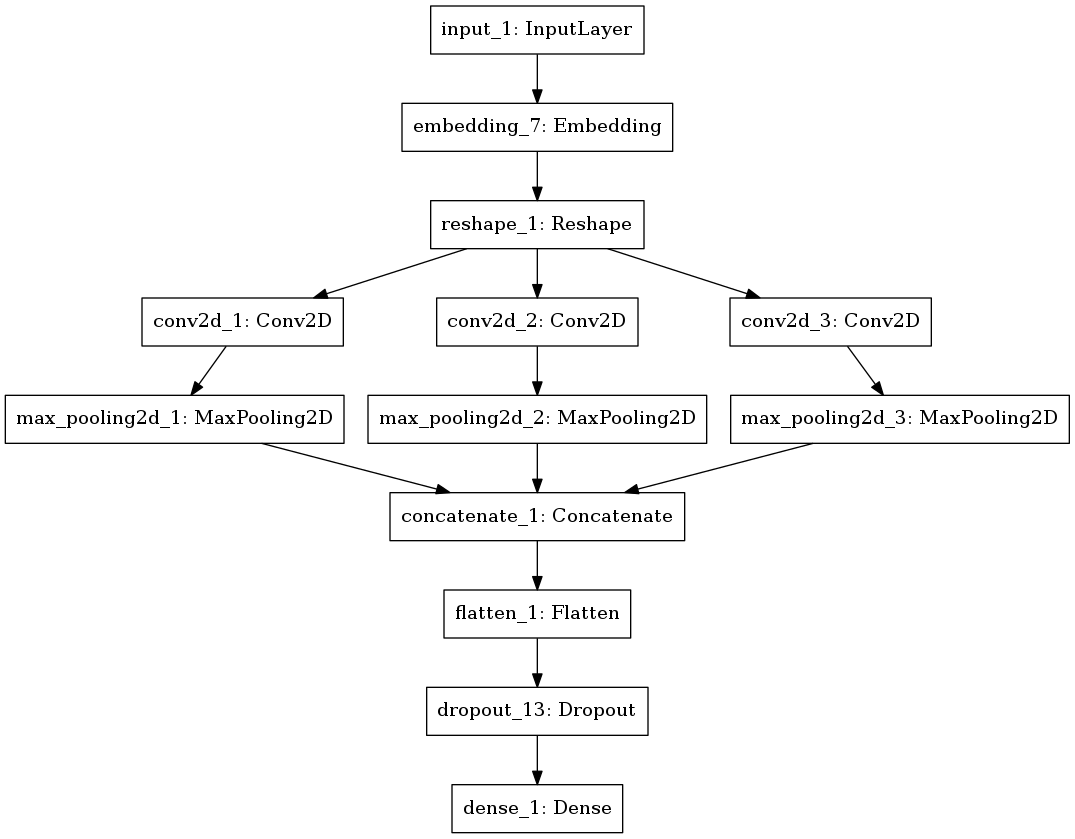 input_1: InputLayer
embedding_7: Embedding
reshape_1: Reshape
conv2d_1: Conv2D
conv2d_2: Conv2D
conv2d_3: Conv2D
max_pooling2d_1: MaxPooling2D
max_pooling2d_2: MaxPooling2D
max_pooling2d_3: MaxPooling2D
concatenate_1: Concatenate
flatten_1: Flatten
dropout_13: Dropout
dense_1: Dense